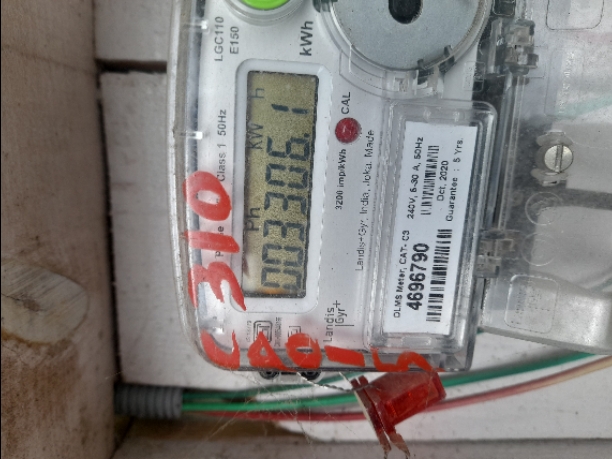 LGC110
E150
kWh
Class 1 50Hz
Ph kW h
003306.1
CAL
3200 imp/kWh
Landis+Gyr, India, Joka. Made
Landis
Gyr+
DLMS Meter, CAT.- C3
4696790
240V, 5-30 A, 50Hz
Oct. 2020
Guarantee : 5 Yrs.
310